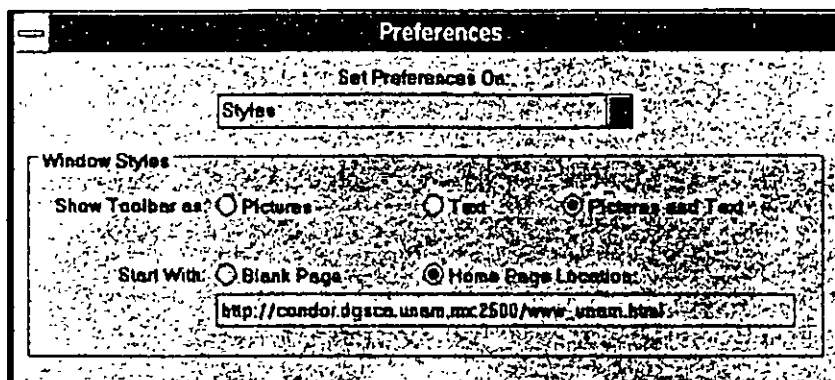 Preferences
Set Preferences On:
Styles
Window Styles
Show Toolbar as: Pictures Text Pictures and Text
Start With: Blank Page Home Page Location:
http://condor.dgsca.unam.mx:2500/www_unam.html